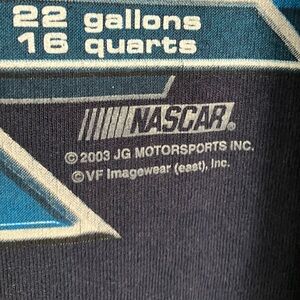 22 gallons
16 quarts
NASCAR®
© 2003 JG MOTORSPORTS INC.
© VF Imagewear (east), Inc.